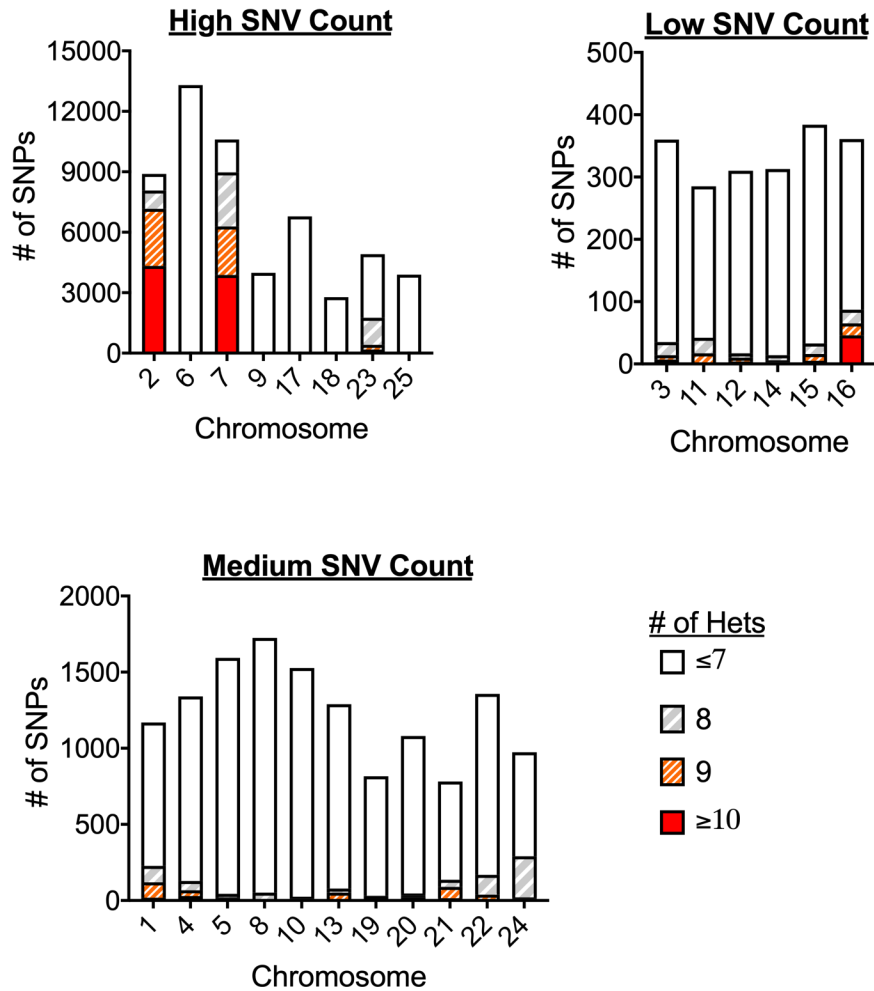 High SNV Count
15000
12000
9000
6000
3000
0
# of SNPs
2 6 7 9 17 18 23 25
Chromosome
Low SNV Count
500
400
300
200
100
0
# of SNPs
3 11 12 14 15 16
Chromosome
Medium SNV Count
2000
1500
1000
500
0
# of SNPs
1 4 5 8 10 13 19 20 21 22 24
Chromosome
# of Hets
≤7
8
9
≥10